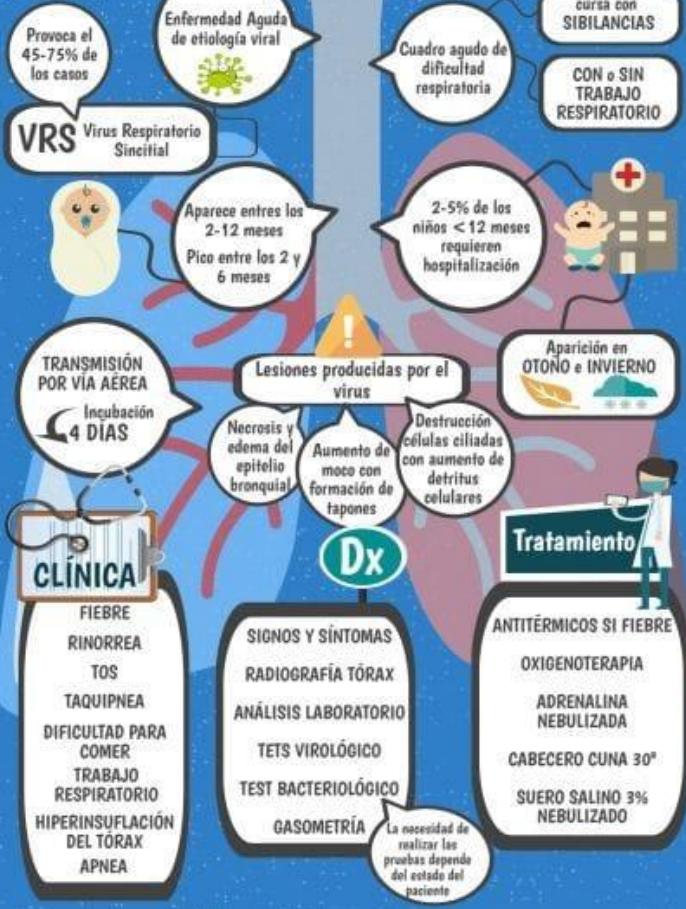 Provoca el
45-75% de
los casos
Enfermedad Aguda
de etiología viral
Cuadro agudo de
dificultad
respiratoria
cursa con
SIBILANCIAS
CON o SIN
TRABAJO
RESPIRATORIO
VRS Virus Respiratorio
Sincitial
Aparece entres los
2-12 meses
Pico entre los 2 y
6 meses
2-5% de los
niños < 12 meses
requieren
hospitalización
TRANSMISIÓN
POR VÍA AÉREA
Incubación
4 DÍAS
Lesiones producidas por el
virus
Aparición en
OTOÑO e INVIERNO
Necrosis y
edema del
epitelio
bronquial
Aumento de
moco con
formación de
tapones
Destrucción
células ciliadas
con aumento de
detritus
celulares
CLÍNICA
FIEBRE
RINORREA
TOS
TAQUIPNEA
DIFICULTAD PARA
COMER
TRABAJO
RESPIRATORIO
HIPERINSUFLACIÓN
DEL TÓRAX
APNEA
Dx
SIGNOS Y SÍNTOMAS
RADIOGRAFÍA TÓRAX
ANÁLISIS LABORATORIO
TETS VIROLÓGICO
TEST BACTERIOLÓGICO
GASOMETRÍA
La necesidad de
realizar las
pruebas depende
del estado del
paciente
Tratamiento
ANTITÉRMICOS SI FIEBRE
OXIGENOTERAPIA
ADRENALINA
NEBULIZADA
CABECERO CUNA 30º
SUERO SALINO 3%
NEBULIZADO